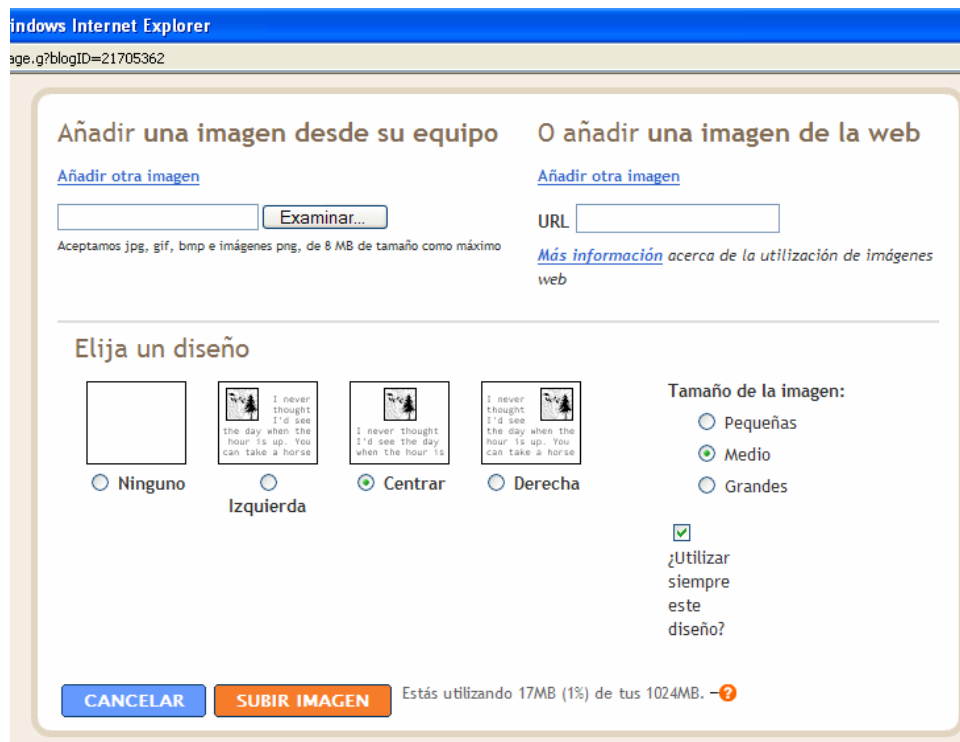 indows Internet Explorer
age.g?blogID=21705362
Añadir una imagen desde su equipo
Añadir otra imagen
Examinar...
Aceptamos jpg, gif, bmp e imágenes png, de 8 MB de tamaño como máximo
O añadir una imagen de la web
Añadir otra imagen
URL
Más información acerca de la utilización de imágenes
web
Elija un diseño
I never
thought
I'd see
the day when the
hour is up. You
can take a horse
I never thought
I'd see the day
when the hour is
I never
thought
I'd see
the day when the
hour is up. You
can take a horse
Ninguno
Izquierda
Centrar
Derecha
Tamaño de la imagen:
Pequeñas
Medio
Grandes
¿Utilizar
siempre
este
diseño?
CANCELAR
SUBIR IMAGEN
Estás utilizando 17MB (1%) de tus 1024MB. –?